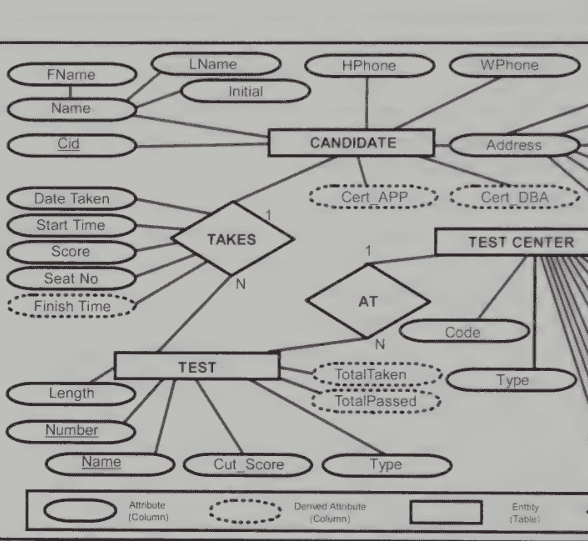 FName
LName
HPhone
WPhone
Initial
Name
Cid
CANDIDATE
Address
Cert_APP
Cert_DBA
Date Taken
Start Time
Score
Seat No
Finish Time
1
TAKES
N
TEST CENTER
1
AT
N
Code
Type
TEST
TotalTaken
TotalPassed
Length
Number
Name
Cut_Score
Type
Attribute
(Column)
Derived Attribute
(Column)
Entity
(Table)